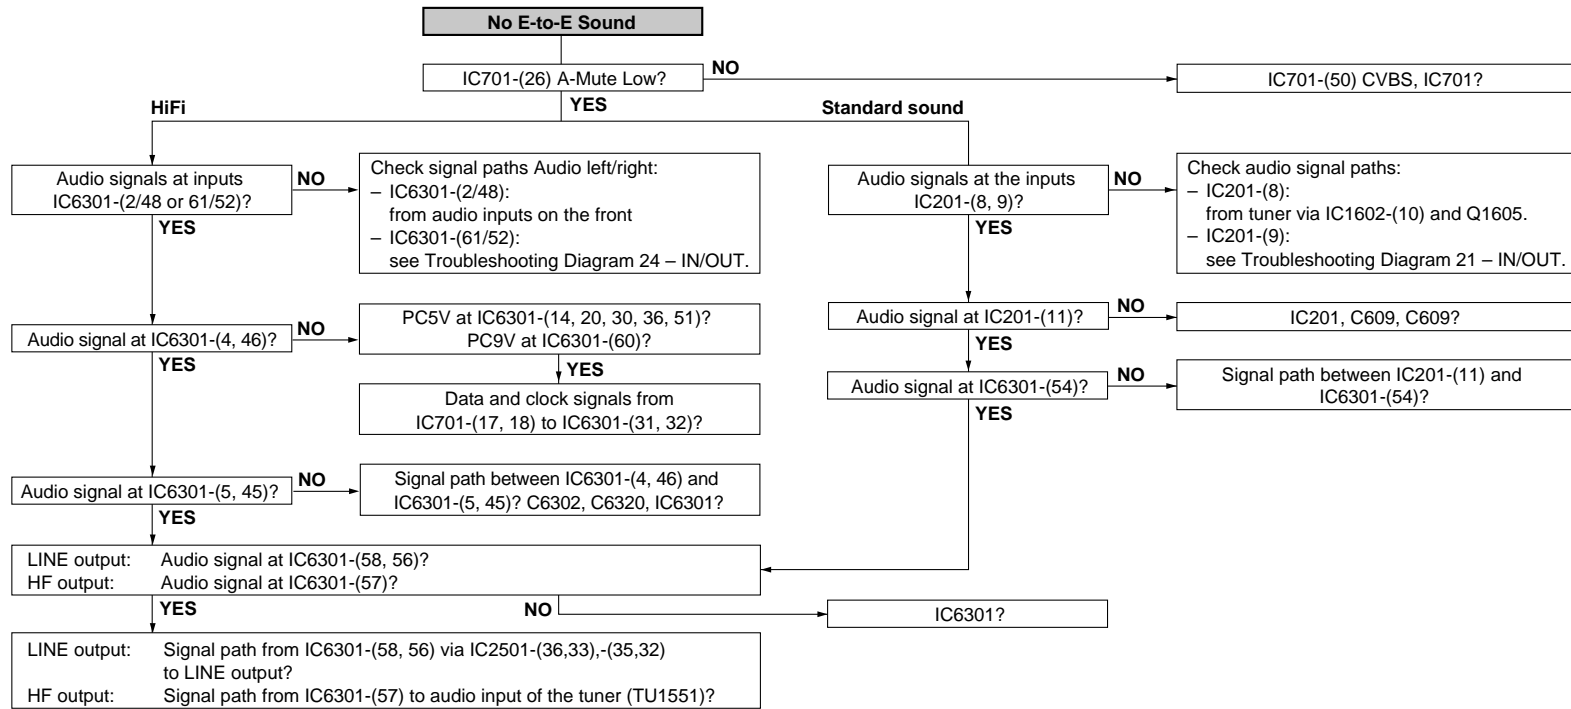 No E-to-E Sound
IC701-(26) A-Mute Low?
NO
IC701-(50) CVBS, IC701?
YES
HiFi
Standard sound
Audio signals at inputs
IC6301-(2/48 or 61/52)?
NO
YES
Check signal paths Audio left/right:
– IC6301-(2/48):
from audio inputs on the front
– IC6301-(61/52):
see Troubleshooting Diagram 24 – IN/OUT.
Audio signals at the inputs
IC201-(8, 9)?
NO
YES
Check audio signal paths:
– IC201-(8):
from tuner via IC1602-(10) and Q1605.
– IC201-(9):
see Troubleshooting Diagram 21 – IN/OUT.
Audio signal at IC6301-(4, 46)?
NO
YES
PC5V at IC6301-(14, 20, 30, 36, 51)?
PC9V at IC6301-(60)?
YES
Data and clock signals from
IC701-(17, 18) to IC6301-(31, 32)?
Audio signal at IC201-(11)?
NO
YES
IC201, C609, C609?
Audio signal at IC6301-(54)?
NO
YES
Signal path between IC201-(11) and
IC6301-(54)?
Audio signal at IC6301-(5, 45)?
NO
YES
Signal path between IC6301-(4, 46) and
IC6301-(5, 45)? C6302, C6320, IC6301?
LINE output: Audio signal at IC6301-(58, 56)?
HF output: Audio signal at IC6301-(57)?
YES
NO
IC6301?
LINE output: Signal path from IC6301-(58, 56) via IC2501-(36,33),-(35,32)
to LINE output?
HF output: Signal path from IC6301-(57) to audio input of the tuner (TU1551)?